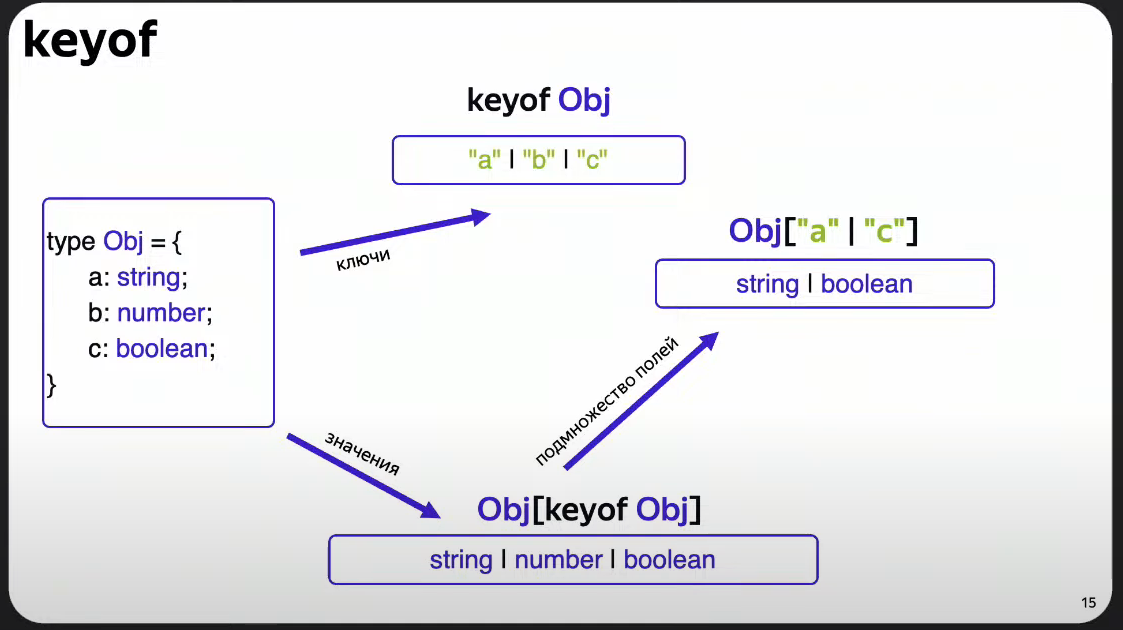 keyof
keyof Obj
"a" | "b" | "c"
type Obj = {
a: string;
b: number;
c: boolean;
}
ключи
Obj["a" | "c"]
string | boolean
подмножество полей
значения
Obj[keyof Obj]
string | number | boolean
15